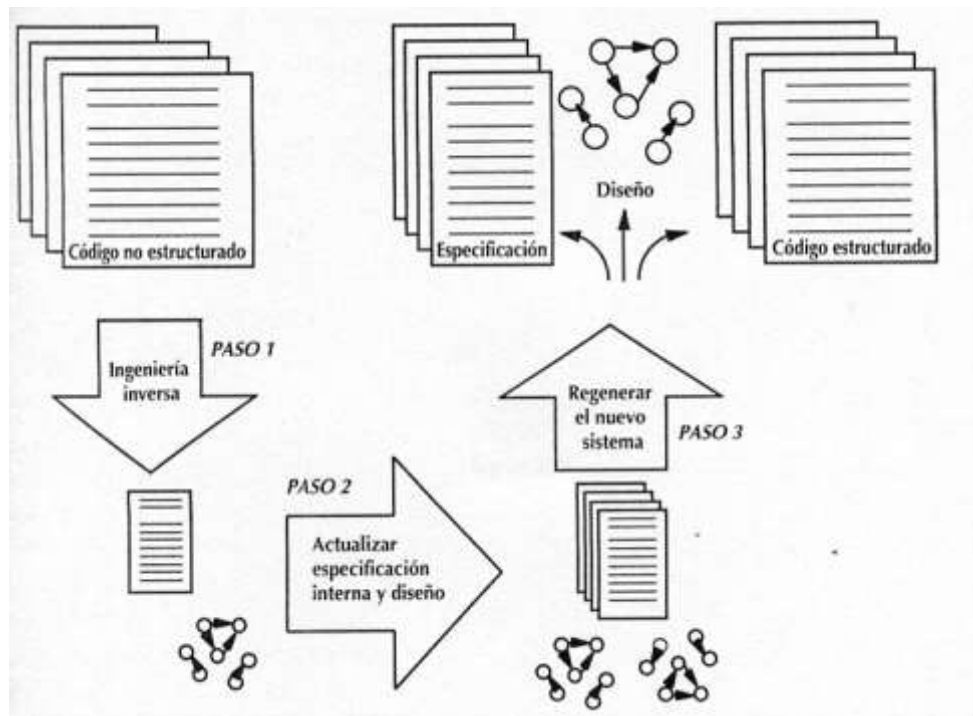 Diseño
Código no estructurado
Especificación
Código estructurado
PASO 1
Ingeniería
inversa
Regenerar
el nuevo
sistema
PASO 3
PASO 2
Actualizar
especificación
interna y diseño